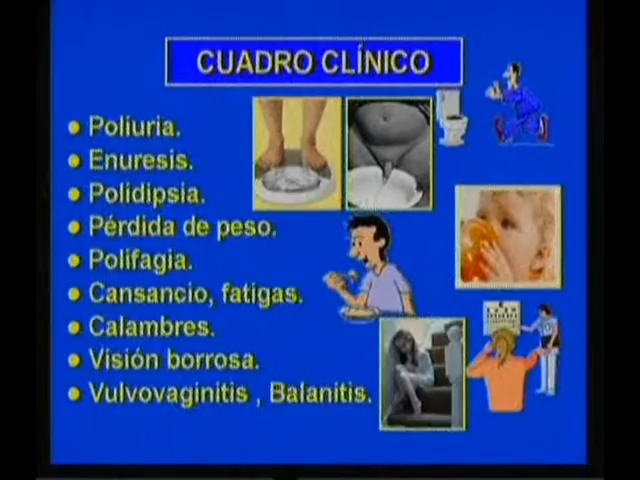 CUADRO CLÍNICO
Poliuria.
Enuresis.
Polidipsia.
Pérdida de peso.
Polifagia.
Cansancio, fatigas.
Calambres.
Visión borrosa.
Vulvovaginitis , Balanitis.